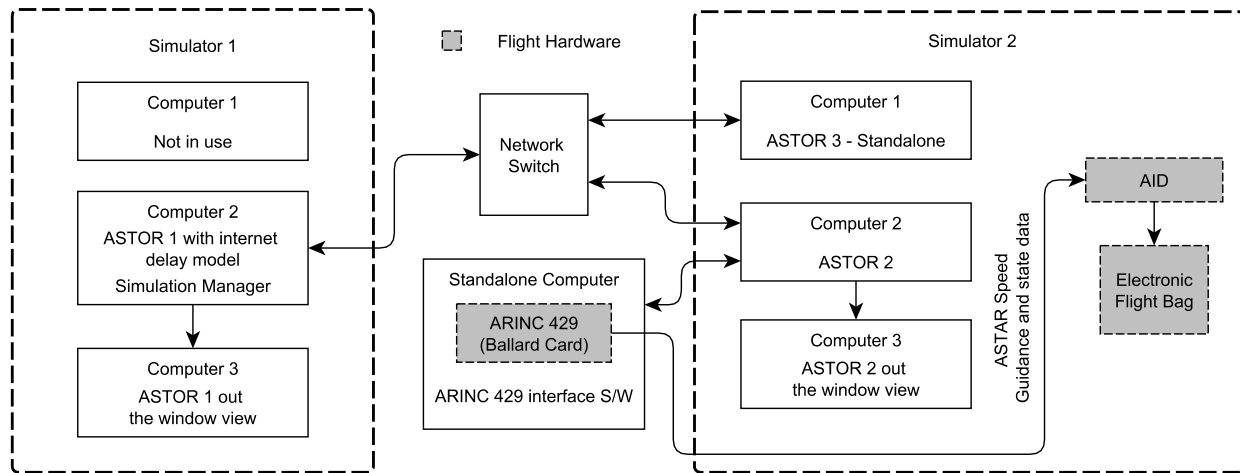 Simulator 1
Computer 1
Not in use
Computer 2
ASTOR 1 with internet
delay model
Simulation Manager
Computer 3
ASTOR 1 out
the window view
Flight Hardware
Network
Switch
Standalone Computer
ARINC 429
(Ballard Card)
ARINC 429 interface S/W
Simulator 2
Computer 1
ASTOR 3 - Standalone
Computer 2
ASTOR 2
Computer 3
ASTOR 2 out
the window view
ASTAR Speed
Guidance and state data
AID
Electronic
Flight Bag